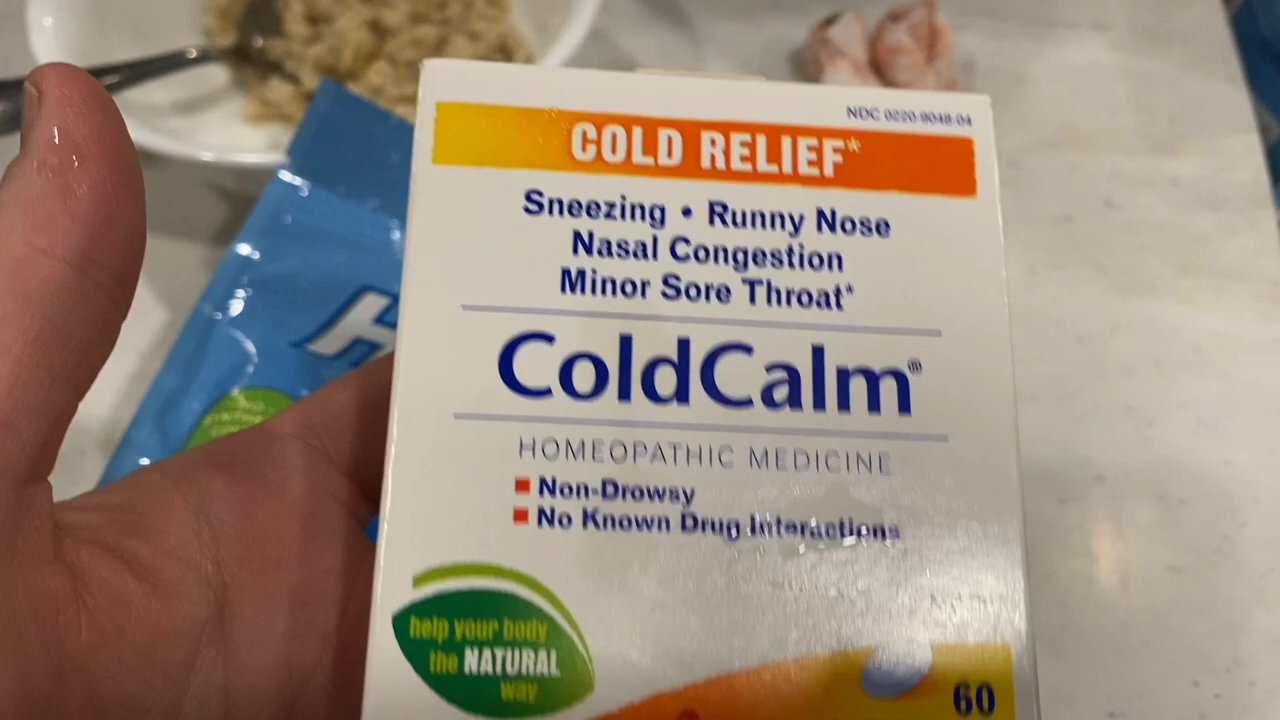 NDC 0220-9048-04
COLD RELIEF*
Sneezing • Runny Nose
Nasal Congestion
Minor Sore Throat*
ColdCalm®
HOMEOPATHIC MEDICINE
Non-Drowsy
No Known Drug Interactions
help your body
the NATURAL
way
60